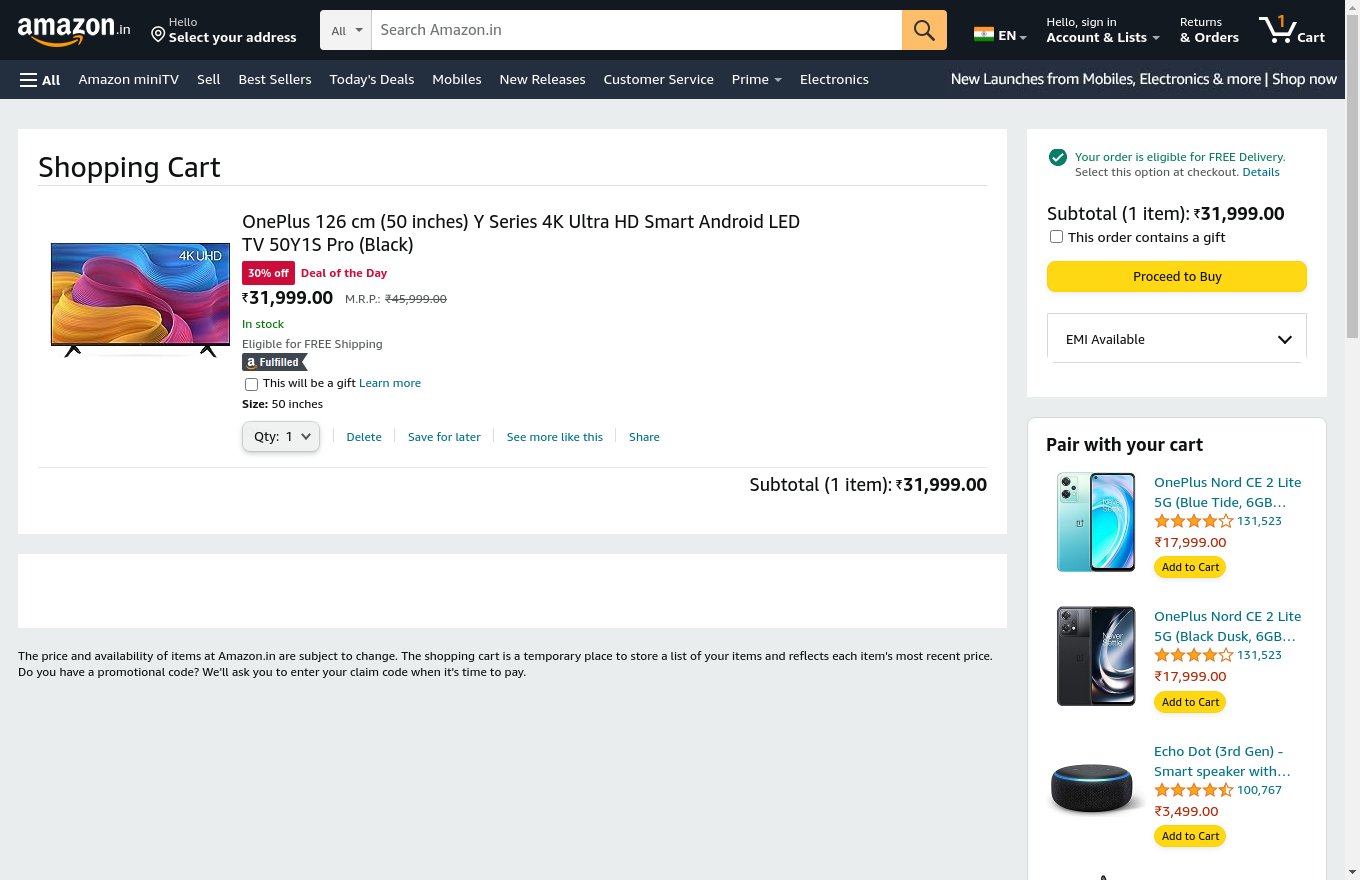 amazon.in
Hello
Select your address
All
Search Amazon.in
EN
Hello, sign in
Account & Lists
Returns
& Orders
1
Cart
All
Amazon miniTV
Sell
Best Sellers
Today's Deals
Mobiles
New Releases
Customer Service
Prime
Electronics
New Launches from Mobiles, Electronics & more | Shop now
Shopping Cart
4K UHD
OnePlus 126 cm (50 inches) Y Series 4K Ultra HD Smart Android LED
TV 50Y1S Pro (Black)
30% off Deal of the Day
₹31,999.00 M.R.P.: ₹45,999.00
In stock
Eligible for FREE Shipping
a Fulfilled
This will be a gift Learn more
Size: 50 inches
Qty: 1
Delete
Save for later
See more like this
Share
Subtotal (1 item): ₹31,999.00
The price and availability of items at Amazon.in are subject to change. The shopping cart is a temporary place to store a list of your items and reflects each item's most recent price.
Do you have a promotional code? We'll ask you to enter your claim code when it's time to pay.
Your order is eligible for FREE Delivery.
Select this option at checkout. Details
Subtotal (1 item): ₹31,999.00
This order contains a gift
Proceed to Buy
EMI Available
Pair with your cart
OnePlus Nord CE 2 Lite
5G (Blue Tide, 6GB…
131,523
₹17,999.00
Add to Cart
Never
Settle
OnePlus Nord CE 2 Lite
5G (Black Dusk, 6GB…
131,523
₹17,999.00
Add to Cart
Echo Dot (3rd Gen) -
Smart speaker with…
100,767
₹3,499.00
Add to Cart